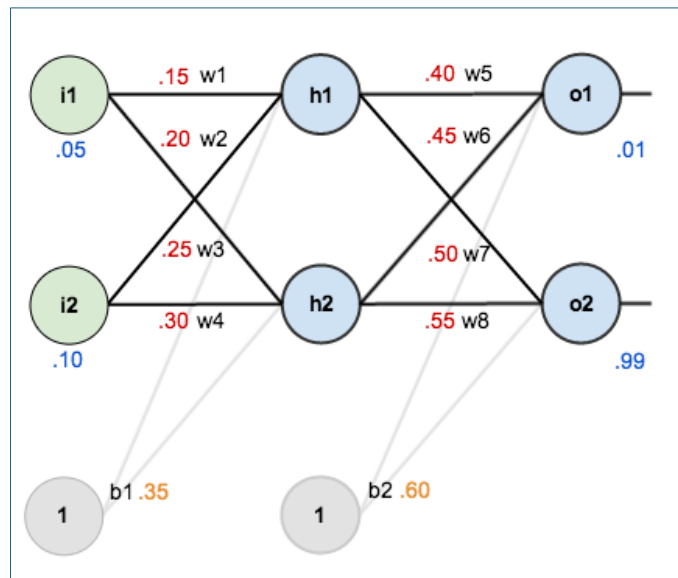 i1 .15 w1 h1 .40 w5 o1
.20 w2 .45 w6
.05 .01
.25 w3 .50 w7
i2 h2 o2
.30 w4 .55 w8
.10 .99
b1 .35 b2 .60
1 1